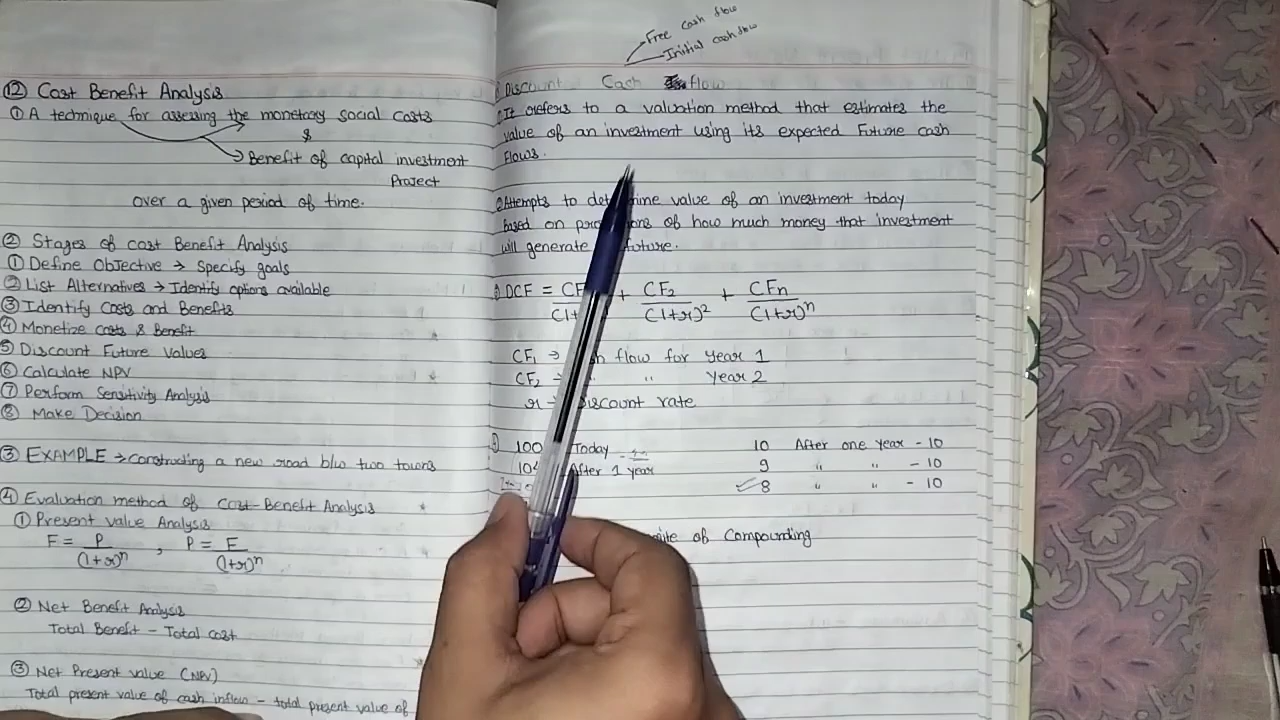 ⑫ Cost Benefit Analysis
① A technique for assessing the monetary social costs
&
Benefit of capital investment
Project
over a given period of time.
② Stages of cost Benefit Analysis
① Define Objective → Specify goals
② List Alternatives → Identify options available
③ Identify Costs and Benefits
④ Monetize costs & Benefit
⑤ Discount Future Values
⑥ Calculate NPV
⑦ Perform Sensitivity Analysis
⑧ Make Decision
③ EXAMPLE → Constructing a new road b/w two towns
④ Evaluation method of Cost-Benefit Analysis
① Present value Analysis
F = P/(1+r)^n , P = F/(1+r)^n
② Net Benefit Analysis
Total Benefit - Total cost
③ Net Present value (NPV)
Total present value of cash inflow - total present value of
Free cash flow
Initial cash flow
Discount Cash Flow
It refers to a valuation method that estimates the
value of an investment using its expected Future cash
Flows.
② Attempts to determine value of an investment today
based on of how much money that investment
will generate future.
DCF = CF + CF₂/(1+r)² + CFn/(1+r)^n
CF₁ → flow for year 1
CF₂ " year 2
r → Discount rate
100 Today 10 After one year - 10
After 1 year 9 " " - 10
✓ 8 " " - 10
of Compounding